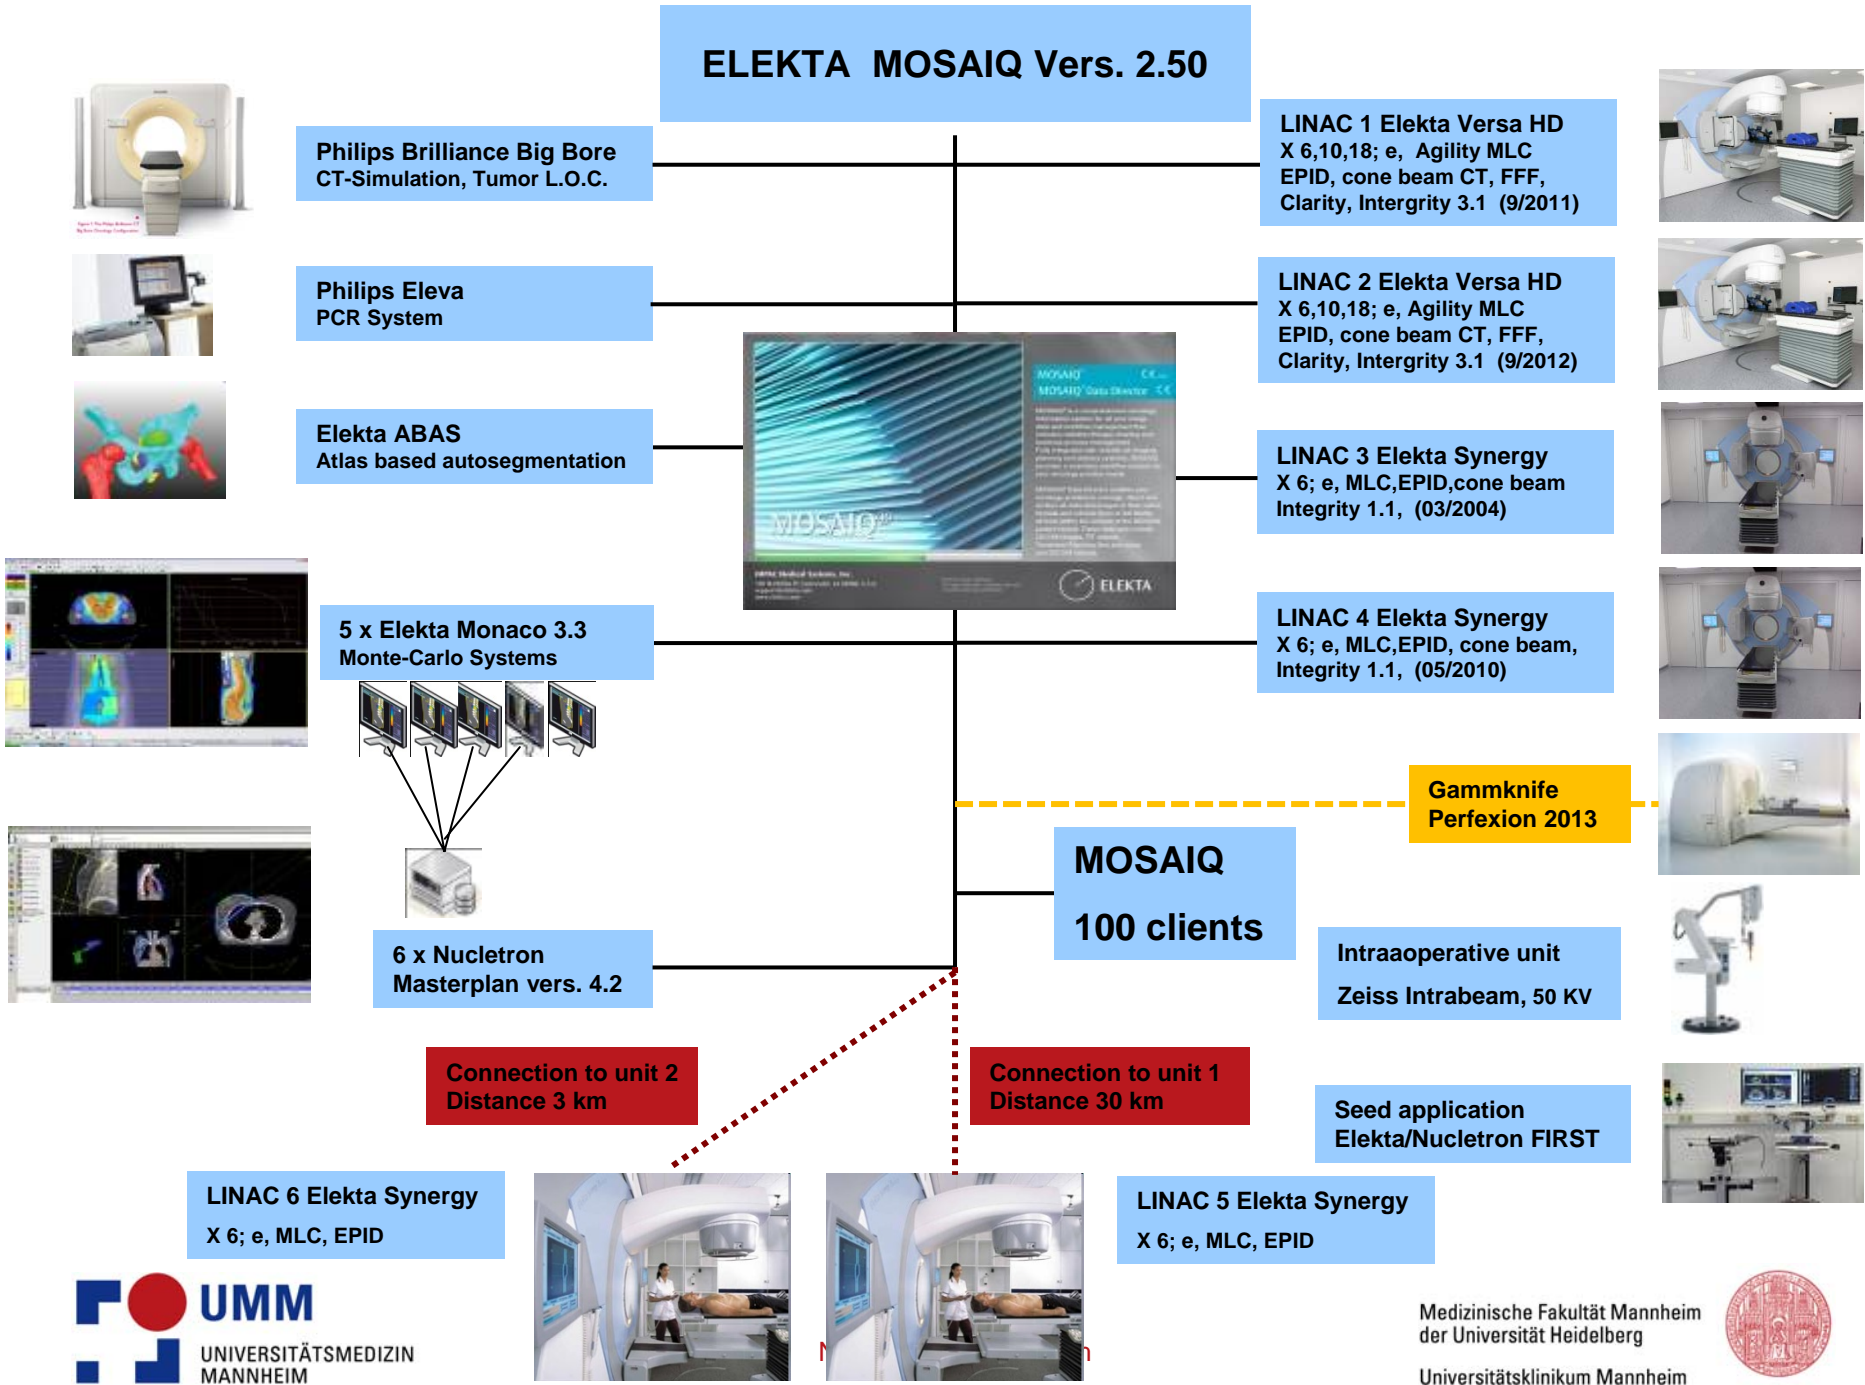 ELEKTA MOSAIQ Vers. 2.50
Philips Brilliance Big Bore
CT-Simulation, Tumor L.O.C.
LINAC 1 Elekta Versa HD
X 6,10,18; e, Agility MLC
EPID, cone beam CT, FFF,
Clarity, Intergrity 3.1 (9/2011)
Philips Eleva
PCR System
LINAC 2 Elekta Versa HD
X 6,10,18; e, Agility MLC
EPID, cone beam CT, FFF,
Clarity, Intergrity 3.1 (9/2012)
MOSAIQ
MOSAIQ Data Director
MOSAIQ
ELEKTA
Elekta ABAS
Atlas based autosegmentation
LINAC 3 Elekta Synergy
X 6; e, MLC,EPID,cone beam
Integrity 1.1, (03/2004)
5 x Elekta Monaco 3.3
Monte-Carlo Systems
LINAC 4 Elekta Synergy
X 6; e, MLC,EPID, cone beam,
Integrity 1.1, (05/2010)
Gammknife
Perfexion 2013
MOSAIQ
100 clients
6 x Nucletron
Masterplan vers. 4.2
Intraaoperative unit
Zeiss Intrabeam, 50 KV
Connection to unit 2
Distance 3 km
Connection to unit 1
Distance 30 km
Seed application
Elekta/Nucletron FIRST
LINAC 6 Elekta Synergy
X 6; e, MLC, EPID
LINAC 5 Elekta Synergy
X 6; e, MLC, EPID
UMM
UNIVERSITÄTSMEDIZIN
MANNHEIM
Medizinische Fakultät Mannheim
der Universität Heidelberg
Universitätsklinikum Mannheim